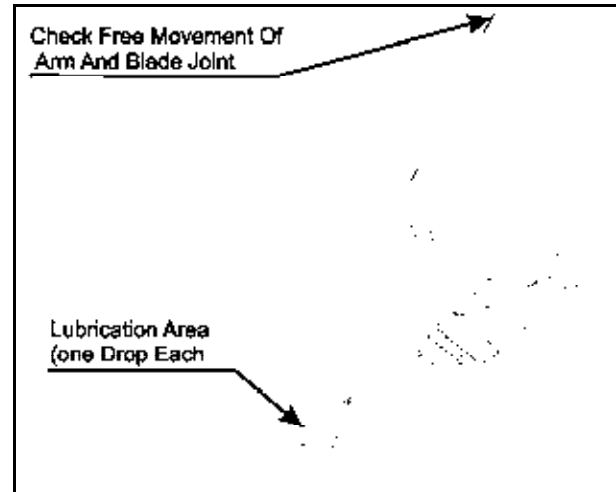 Check Free Movement Of
Arm And Blade Joint
Lubrication Area
(one Drop Each